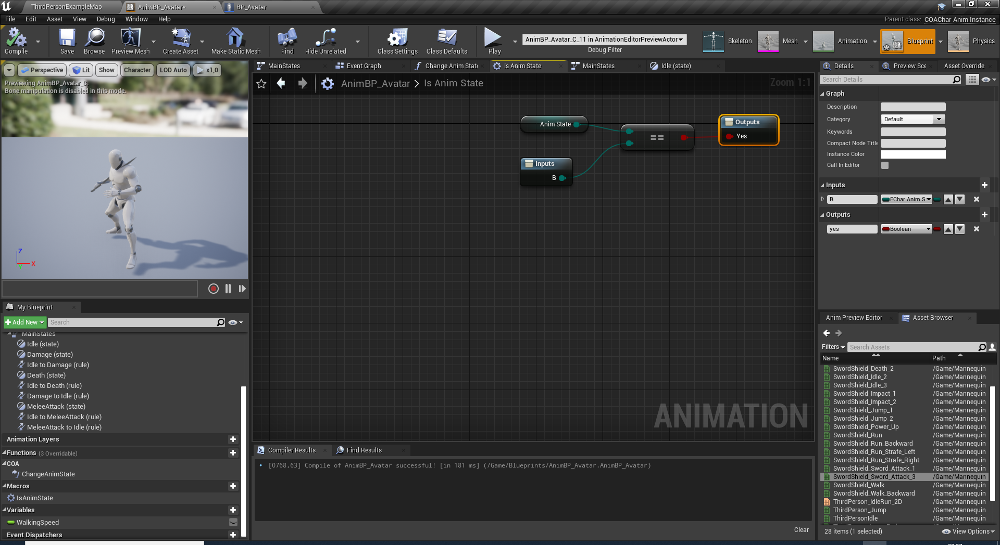 ThirdPersonExampleMap
AnimBP_Avatar*
BP_Avatar
File Edit Asset View Debug Window Help
Parent class: COAChar Anim Instance
Compile
Save
Browse
Preview Mesh
Create Asset
Make Static Mesh
Find
Hide Unrelated
Class Settings
Class Defaults
Play
AnimBP_Avatar_C_11 in AnimationEditorPreviewActor
Debug Filter
Skeleton
Mesh
Animation
Blueprint
Physics
Perspective
Lit
Show
Character
LOD Auto
x1,0
Previewing AnimBP_Avatar_C.
Bone manipulation is disabled in this mode.
Z
X
Y
MainStates
Event Graph
Change Anim State
Is Anim State
MainStates
Idle (state)
AnimBP_Avatar > Is Anim State
Zoom 1:1
Anim State
==
Outputs
Yes
Inputs
B
ANIMATION
My Blueprint
Add New
Search
MainStates
Idle (state)
Damage (state)
Idle to Damage (rule)
Death (state)
Idle to Death (rule)
Damage to Idle (rule)
MeleeAttack (state)
Idle to MeleeAttack (rule)
MeleeAttack to Idle (rule)
Animation Layers
Functions (3 Overridable)
COA
ChangeAnimState
Macros
IsAnimState
Variables
WalkingSpeed
Event Dispatchers
Compiler Results
Find Results
[0768,63] Compile of AnimBP_Avatar successful! [in 181 ms] (/Game/Blueprints/AnimBP_Avatar.AnimBP_Avatar)
Clear
Details
Preview Sce
Asset Override
Search Details
Graph
Description
Category Default
Keywords
Compact Node Title
Instance Color
Call In Editor
Inputs
B EChar Anim S
Outputs
yes Boolean
Anim Preview Editor
Asset Browser
Filters
Search Assets
Name Path
SwordShield_Death_2 /Game/Mannequin
SwordShield_Idle_2 /Game/Mannequin
SwordShield_Idle_3 /Game/Mannequin
SwordShield_Impact_1 /Game/Mannequin
SwordShield_Impact_2 /Game/Mannequin
SwordShield_Jump_1 /Game/Mannequin
SwordShield_Jump_2 /Game/Mannequin
SwordShield_Power_Up /Game/Mannequin
SwordShield_Run /Game/Mannequin
SwordShield_Run_Backward /Game/Mannequin
SwordShield_Run_Strafe_Left /Game/Mannequin
SwordShield_Run_Strafe_Right /Game/Mannequin
SwordShield_Sword_Attack_1 /Game/Mannequin
SwordShield_Sword_Attack_3 /Game/Mannequin
SwordShield_Walk /Game/Mannequin
SwordShield_Walk_Backward /Game/Mannequin
ThirdPerson_IdleRun_2D /Game/Mannequin
ThirdPerson_Jump /Game/Mannequin
ThirdPersonIdle /Game/Mannequin
28 items (1 selected)
View Options